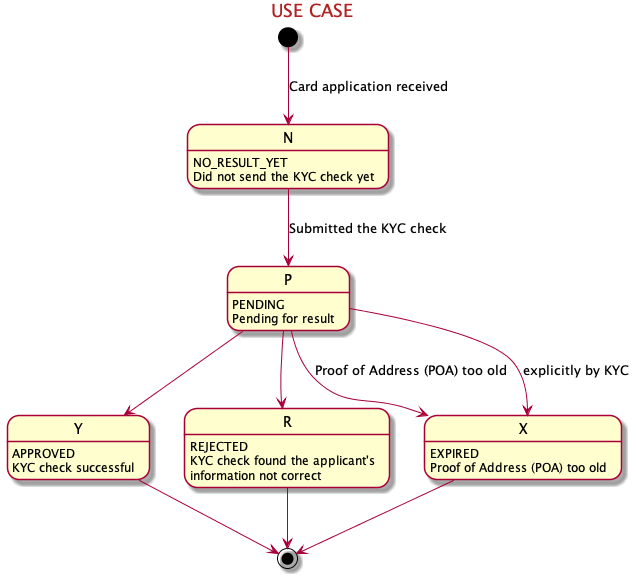 USE CASE
Card application received
N
NO_RESULT_YET
Did not send the KYC check yet
Submitted the KYC check
P
PENDING
Pending for result
Proof of Address (POA) too old
explicitly by KYC
Y
APPROVED
KYC check successful
R
REJECTED
KYC check found the applicant's
information not correct
X
EXPIRED
Proof of Address (POA) too old